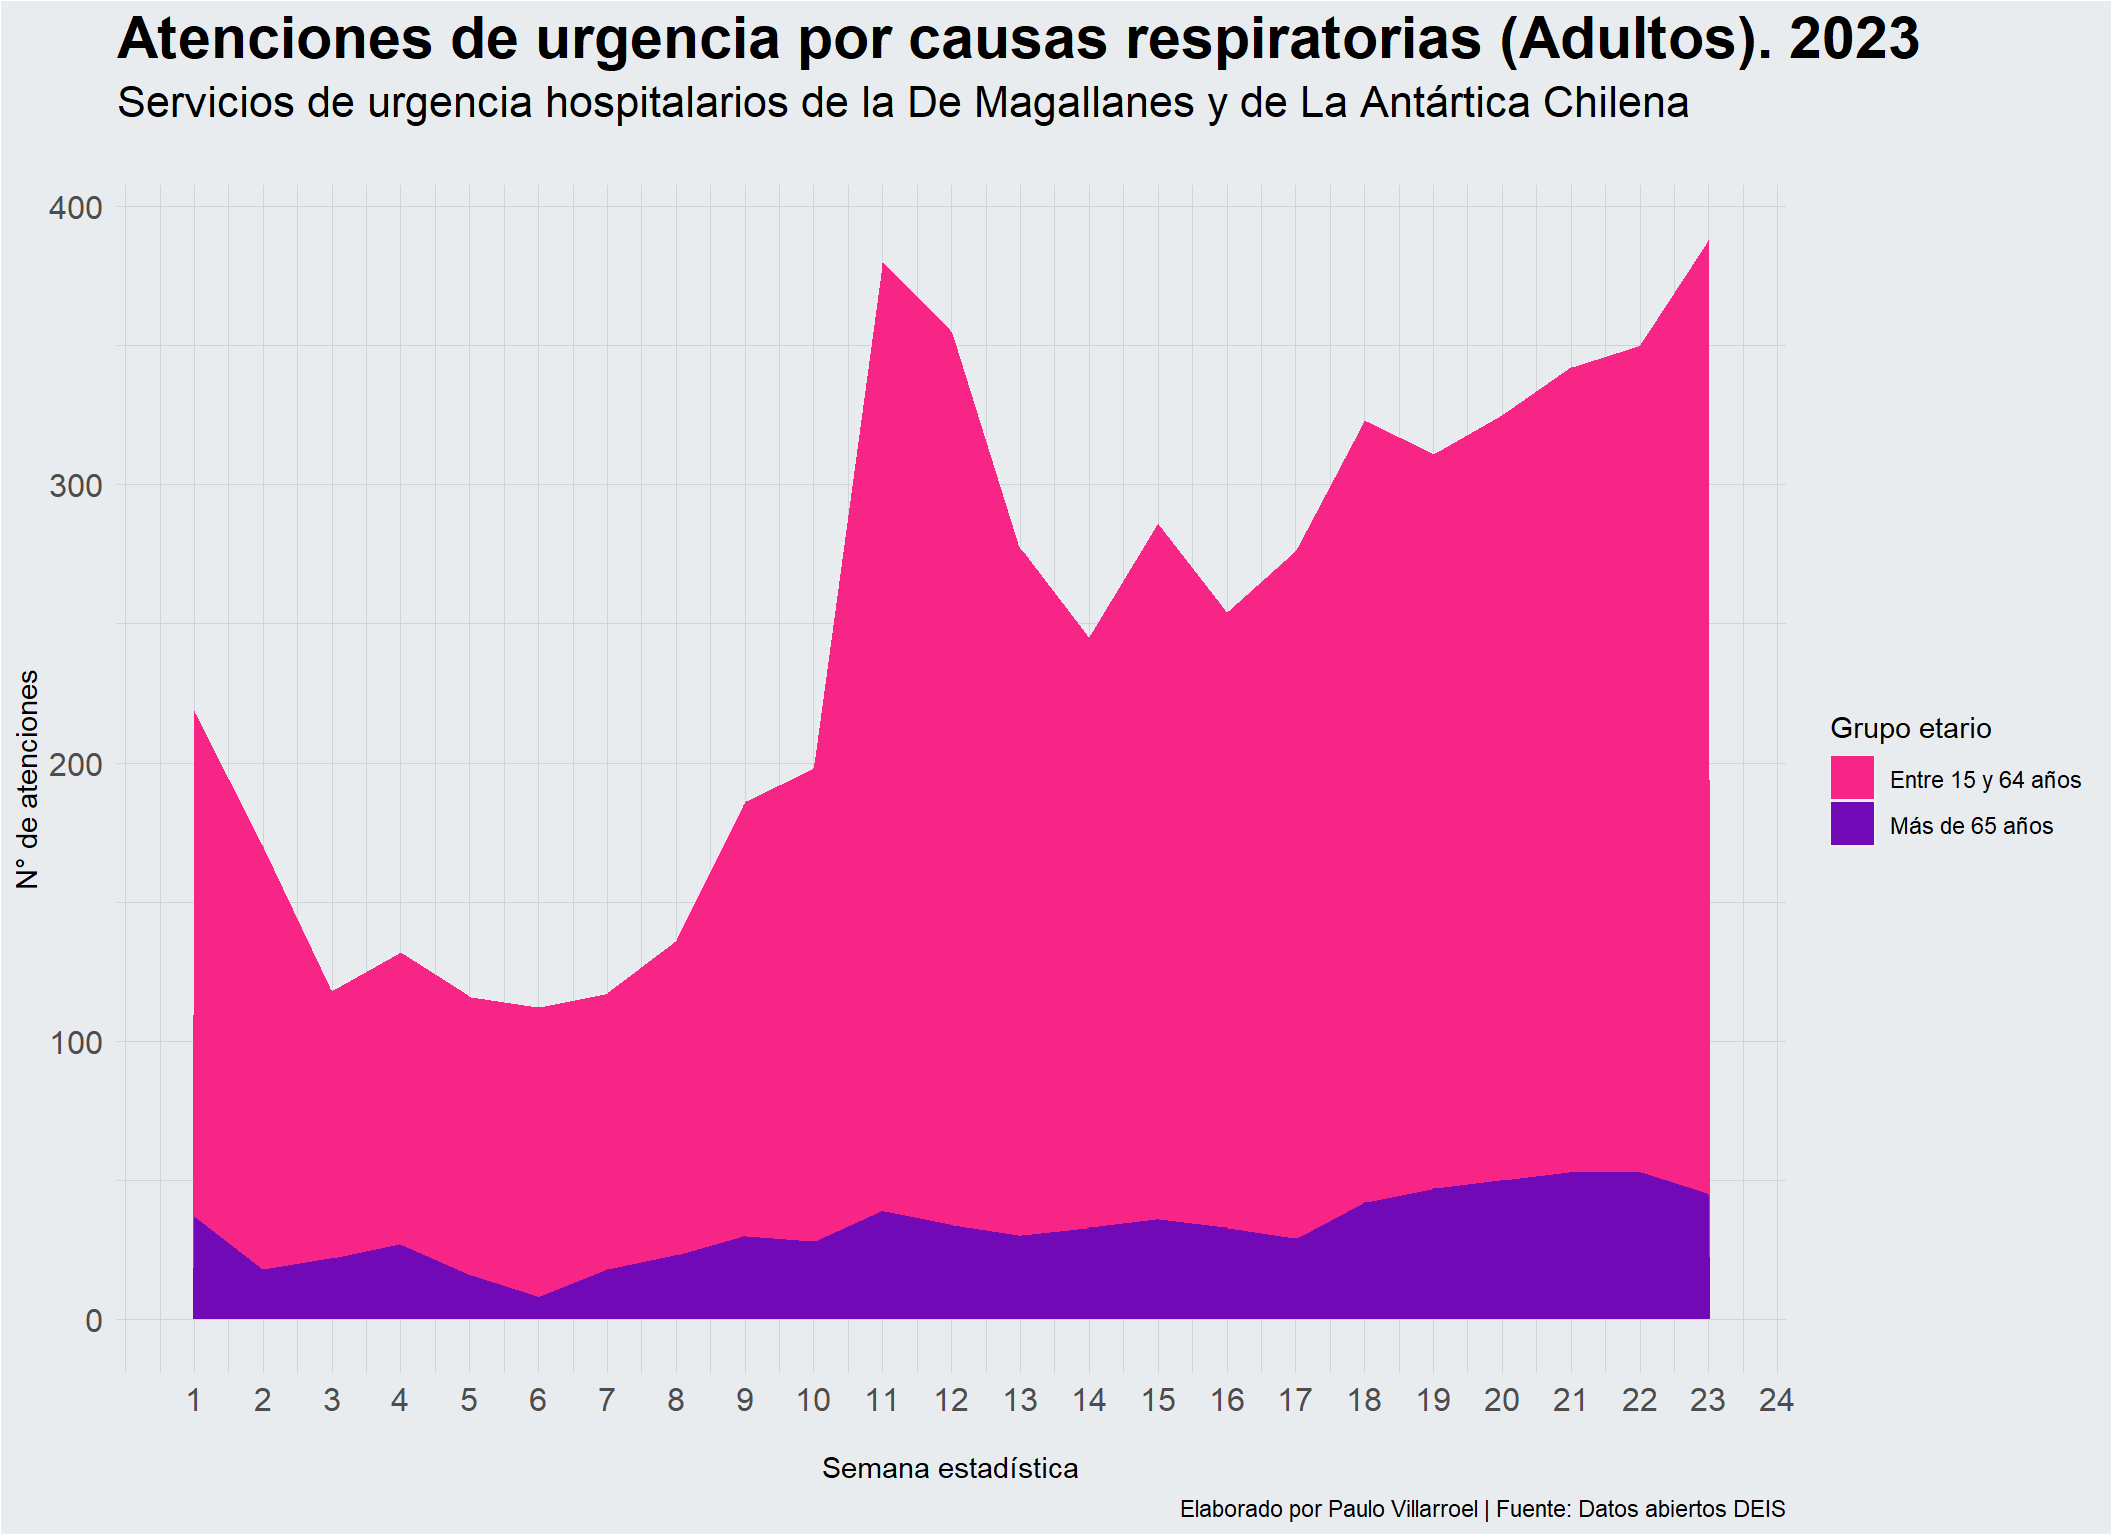 Atenciones de urgencia por causas respiratorias (Adultos). 2023
Servicios de urgencia hospitalarios de la De Magallanes y de La Antártica Chilena
400
300
200
100
0
N° de atenciones
1 2 3 4 5 6 7 8 9 10 11 12 13 14 15 16 17 18 19 20 21 22 23 24
Semana estadística
Grupo etario
Entre 15 y 64 años
Más de 65 años
Elaborado por Paulo Villarroel | Fuente: Datos abiertos DEIS